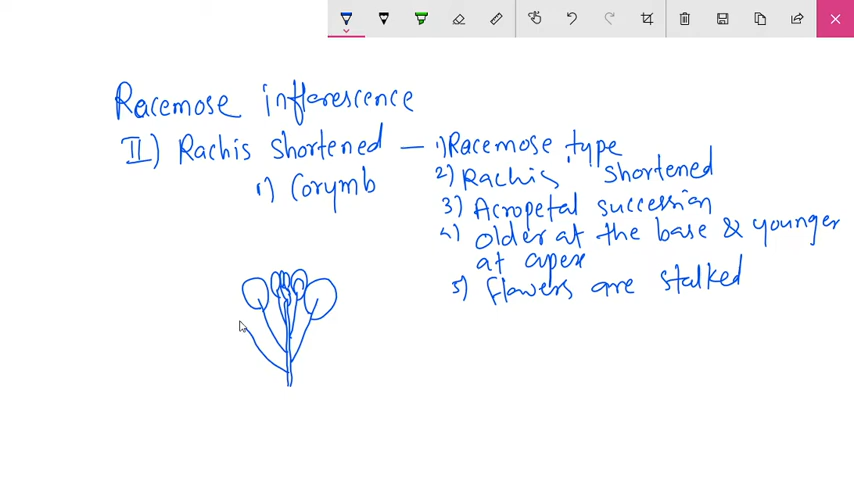 Racemose inflorescence
II) Rachis shortened — 1) Racemose type
1) Corymb
2) Rachis shortened
3) Acropetal succession
4) Older at the base & younger
at apex
5) flowers are stalked